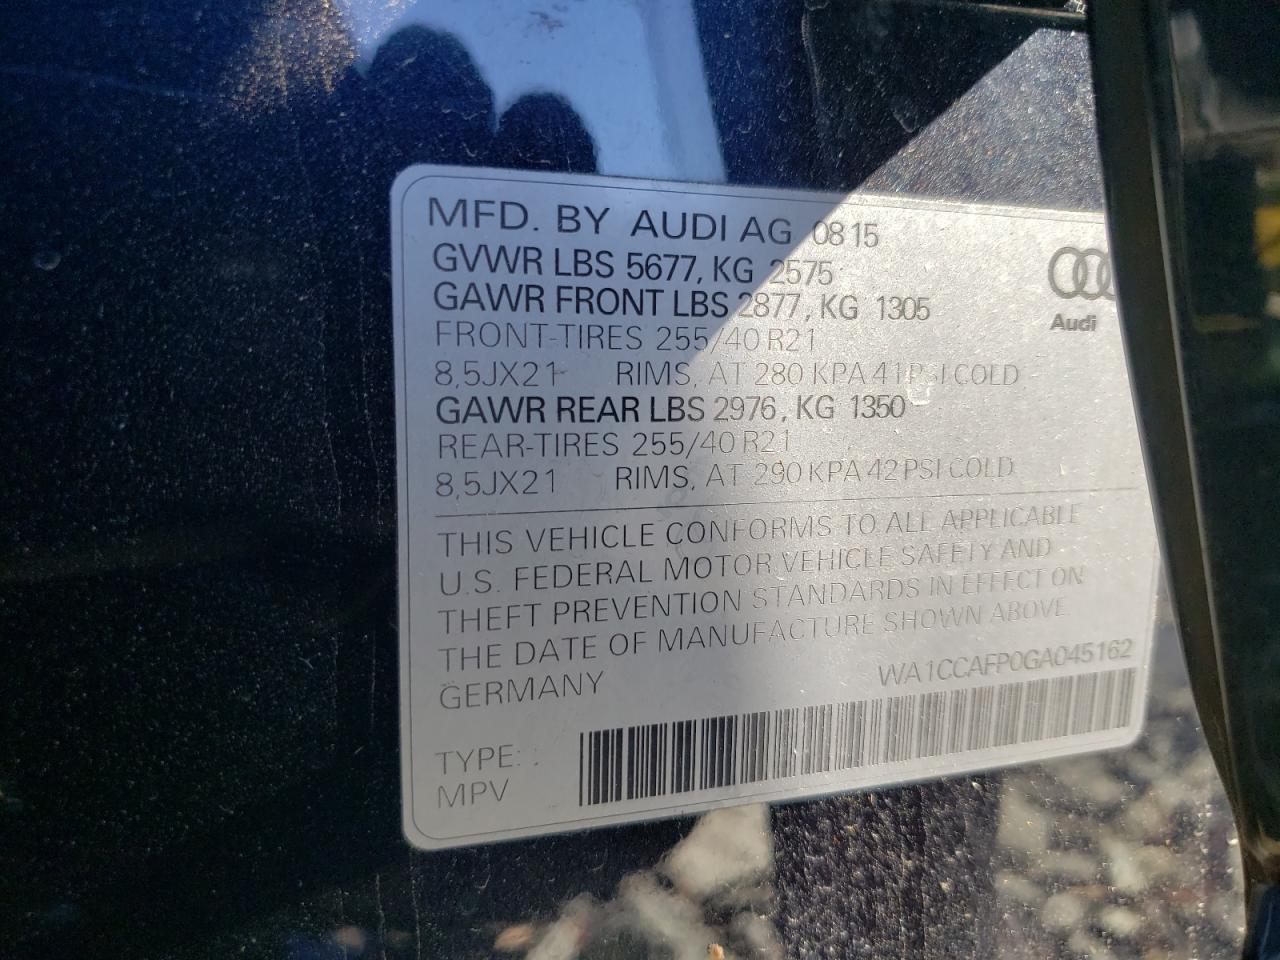 MFD. BY AUDI AG 0815
GVWR LBS 5677, KG 2575
GAWR FRONT LBS 2877, KG 1305
FRONT-TIRES 255/40 R21
8,5JX21 RIMS, AT 280 KPA 41 PSI COLD
GAWR REAR LBS 2976, KG 1350
REAR-TIRES 255/40 R21
8,5JX21 RIMS, AT 290 KPA 42 PSI COLD
Audi
THIS VEHICLE CONFORMS TO ALL APPLICABLE
U.S. FEDERAL MOTOR VEHICLE SAFETY AND
THEFT PREVENTION STANDARDS IN EFFECT ON
THE DATE OF MANUFACTURE SHOWN ABOVE.
GERMANY WA1CCAFP0GA045162
TYPE: .
MPV